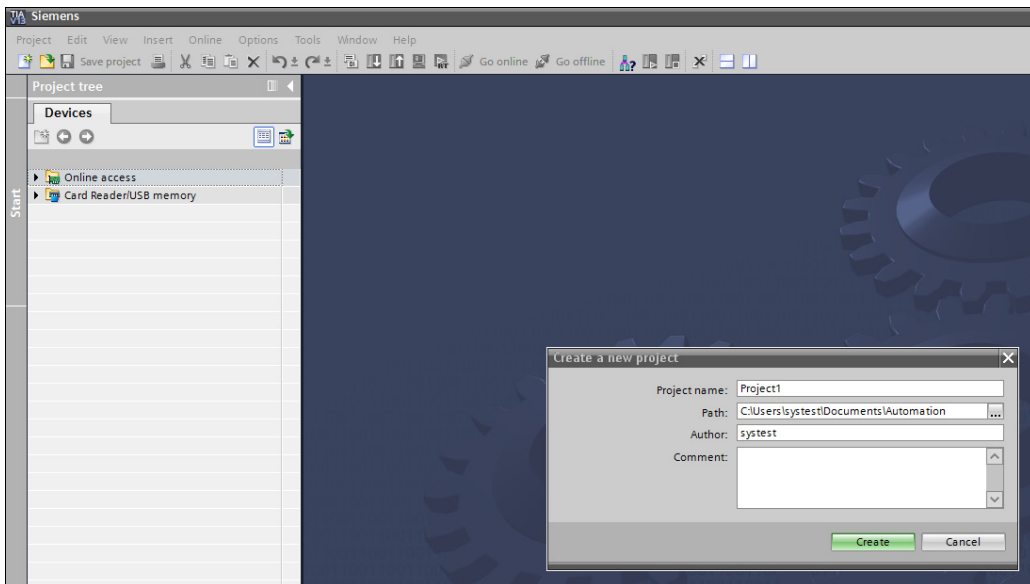 TIA V13 Siemens
Project Edit View Insert Online Options Tools Window Help
Save project Go online Go offline
Project tree
Devices
Start
Online access
Card Reader/USB memory
Create a new project
Project name: Project1
Path: C:\Users\systest\Documents\Automation ...
Author: systest
Comment:
Create Cancel